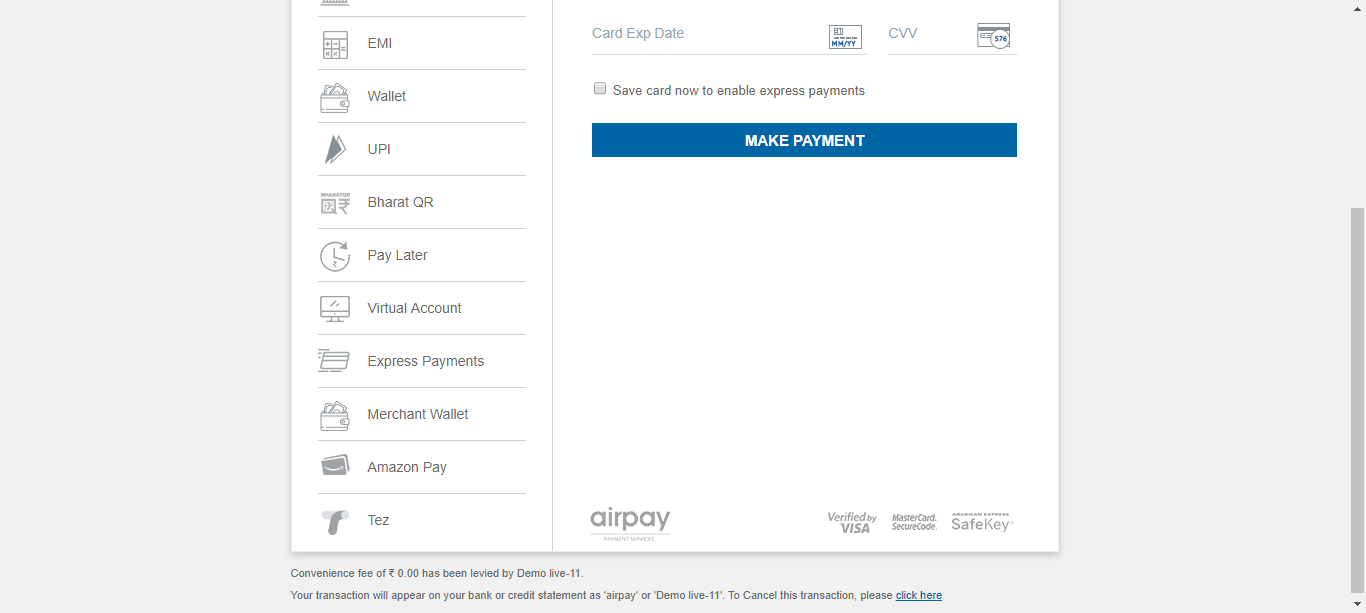 EMI
Wallet
UPI
BHARATQR
Bharat QR
Pay Later
Virtual Account
Express Payments
Merchant Wallet
Amazon Pay
Tez
Card Exp Date
MM/YY
CVV
576
Save card now to enable express payments
MAKE PAYMENT
airpay
PAYMENT SERVICES
Verified by
VISA
MasterCard.
SecureCode.
AMERICAN EXPRESS
SafeKey
Convenience fee of ₹ 0.00 has been levied by Demo live-11.
Your transaction will appear on your bank or credit statement as 'airpay' or 'Demo live-11'. To Cancel this transaction, please click here